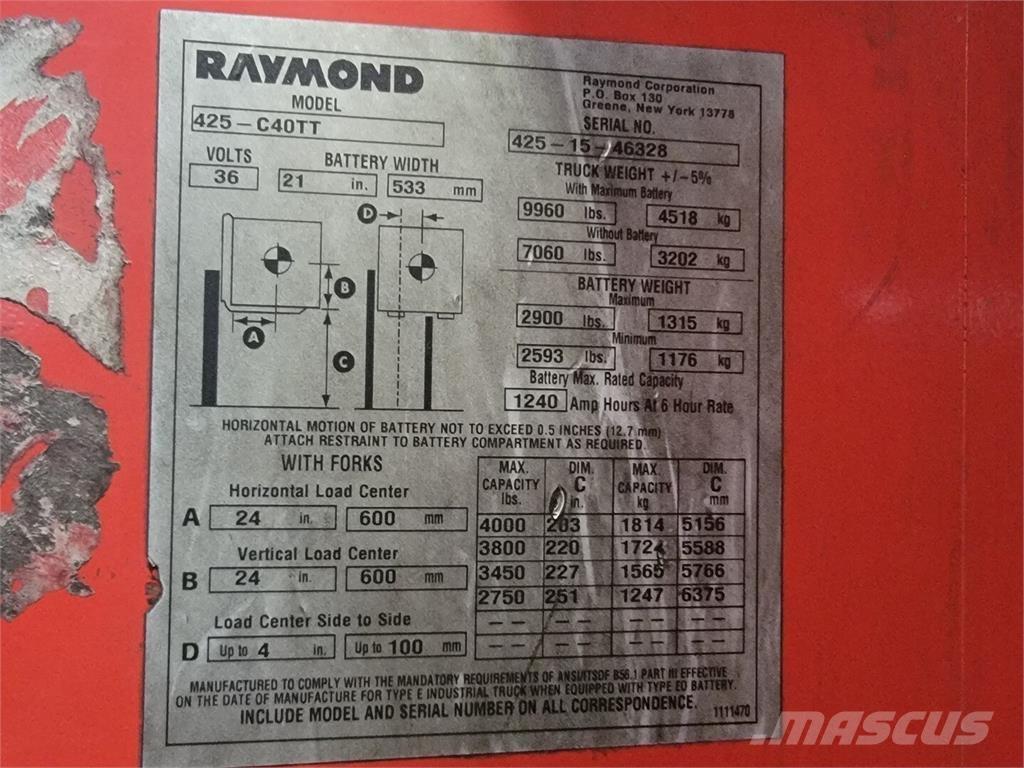 RAYMOND
Raymond Corporation
P.O. Box 130
Greene, New York 13778
MODEL
425-C40TT
SERIAL NO.
425-15-46328
VOLTS
36
BATTERY WIDTH
21 in. 533 mm
TRUCK WEIGHT +/-5%
With Maximum Battery
9960 lbs. 4518 kg
Without Battery
7060 lbs. 3202 kg
BATTERY WEIGHT
Maximum
2900 lbs. 1315 kg
Minimum
2593 lbs. 1176 kg
Battery Max. Rated Capacity
1240 Amp Hours At 6 Hour Rate
D
B
A
C
HORIZONTAL MOTION OF BATTERY NOT TO EXCEED 0.5 INCHES (12.7 mm)
ATTACH RESTRAINT TO BATTERY COMPARTMENT AS REQUIRED.
WITH FORKS
Horizontal Load Center
A 24 in. 600 mm
Vertical Load Center
B 24 in. 600 mm
Load Center Side to Side
D Up to 4 in. Up to 100 mm
MAX. CAPACITY lbs. DIM. C in. MAX. CAPACITY kg DIM. C mm
4000 203 1814 5156
3800 220 1724 5588
3450 227 1565 5766
2750 251 1247 6375
-- -- -- --
-- -- -- --
MANUFACTURED TO COMPLY WITH THE MANDATORY REQUIREMENTS OF ANSI/ITSDF B56.1 PART III EFFECTIVE
ON THE DATE OF MANUFACTURE FOR TYPE E INDUSTRIAL TRUCK WHEN EQUIPPED WITH TYPE EO BATTERY.
INCLUDE MODEL AND SERIAL NUMBER ON ALL CORRESPONDENCE. 1111470
MASCUS